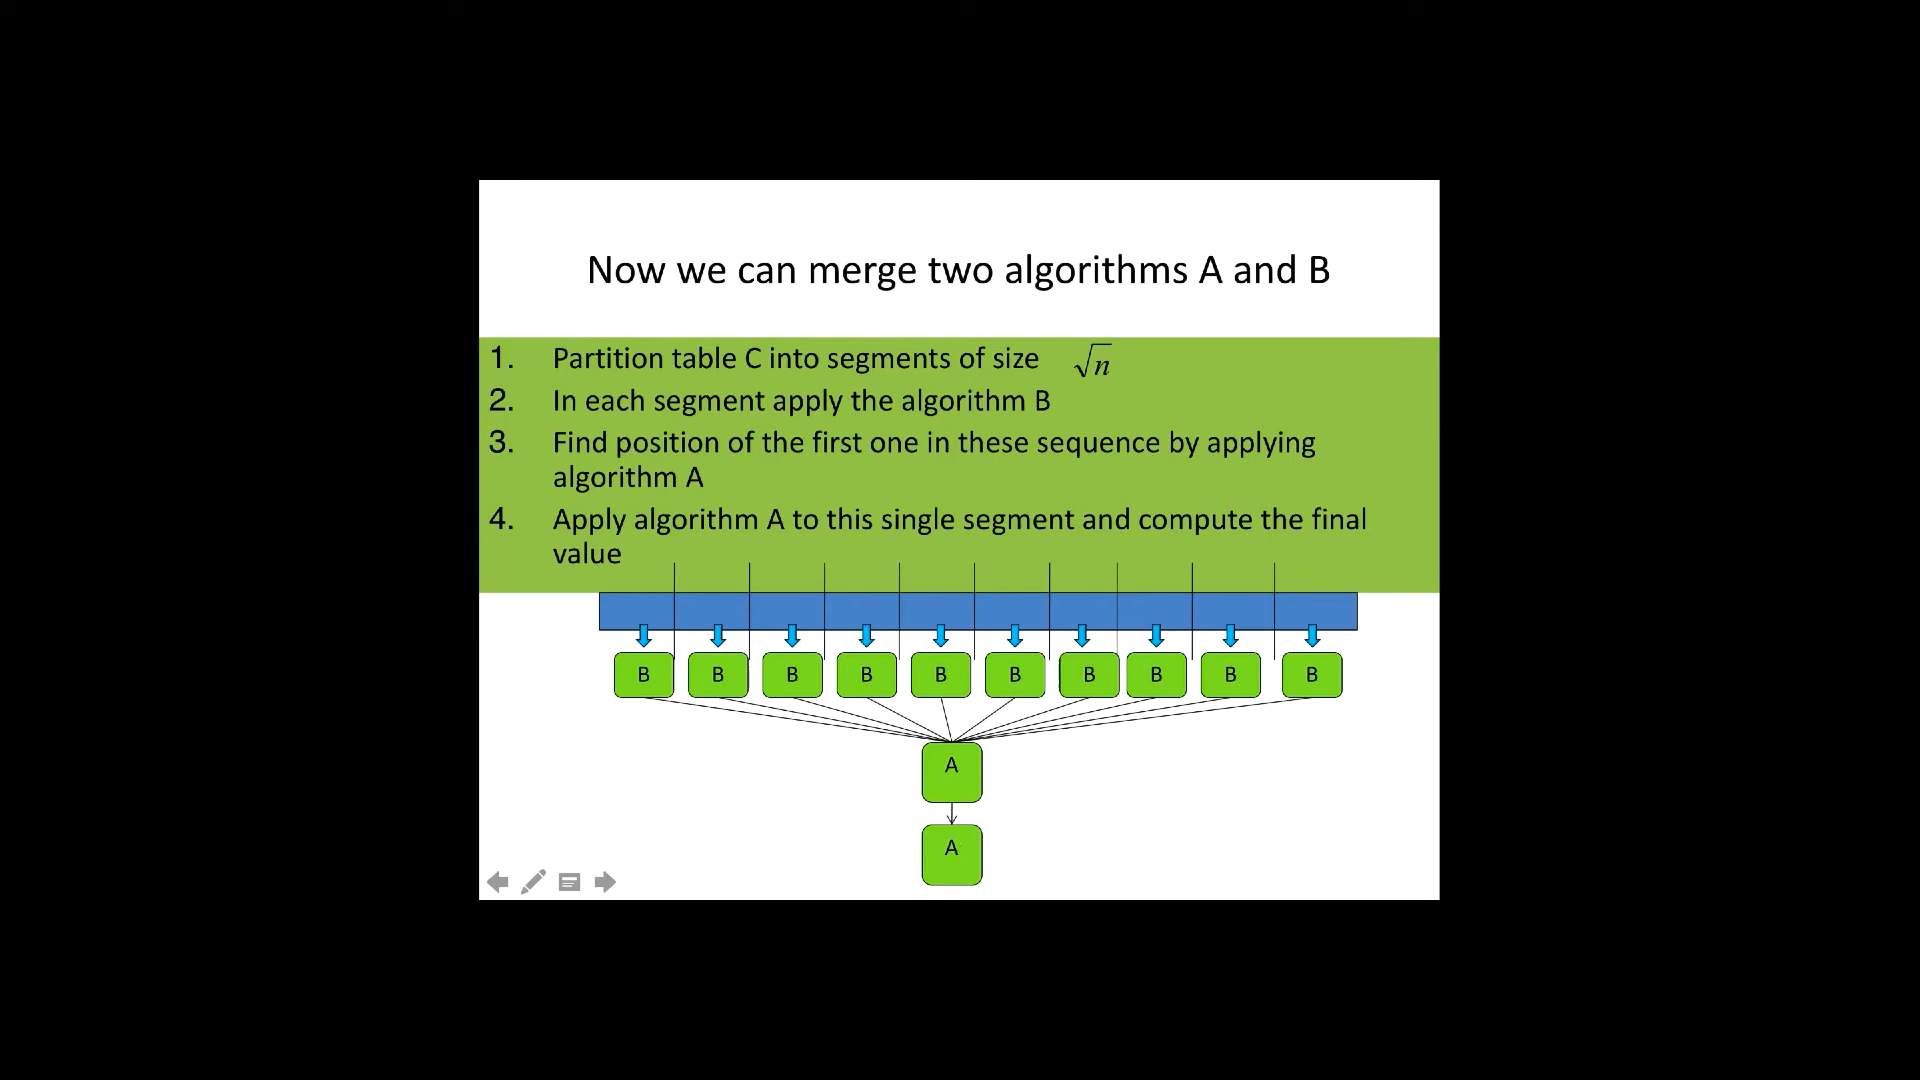 Now we can merge two algorithms A and B
1. Partition table C into segments of size √n
2. In each segment apply the algorithm B
3. Find position of the first one in these sequence by applying
algorithm A
4. Apply algorithm A to this single segment and compute the final
value
B B B B B B B B B B
A
A